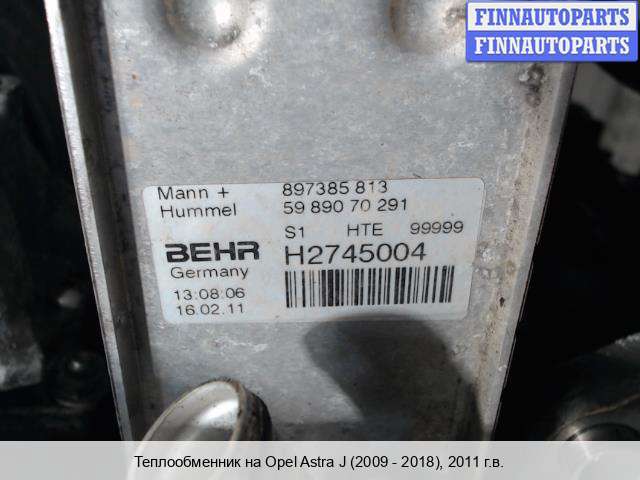 FINNAUTOPARTS
FINNAUTOPARTS
Mann + 897385 813
Hummel 59 890 70 291
S1 HTE 99999
BEHR H2745004
Germany
13:08:06
16.02.11
Теплообменник на Opel Astra J (2009 - 2018), 2011 г.в.